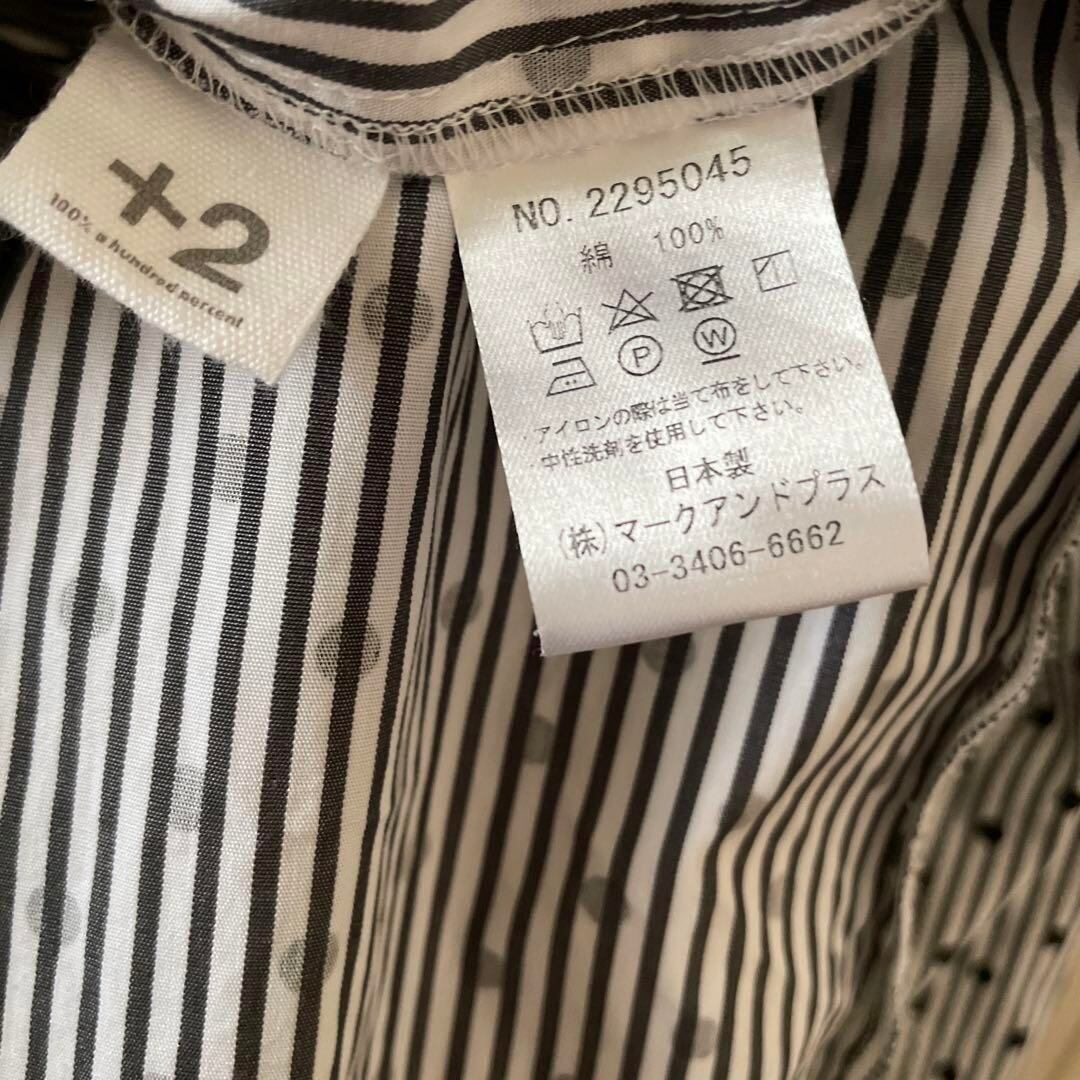 +2
100% a hundred percent
NO. 2295045
綿 100%
P
W
・アイロンの際は当て布をして下さい。
・中性洗剤を使用して下さい。
日本製
(株)マークアンドプラス
03-3406-6662